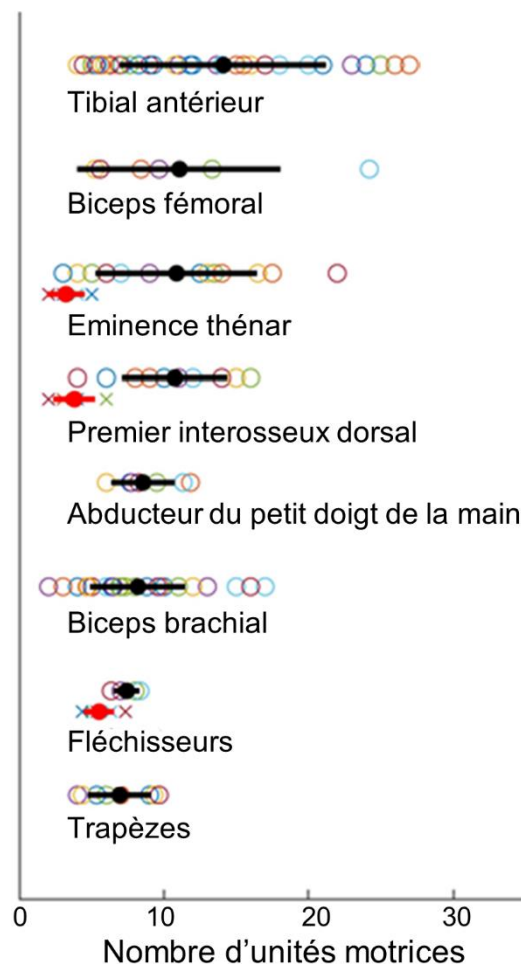 Tibial antérieur
Biceps fémoral
Eminence thénar
Premier interosseux dorsal
Abducteur du petit doigt de la main
Biceps brachial
Fléchisseurs
Trapèzes
0 10 20 30
Nombre d'unités motrices